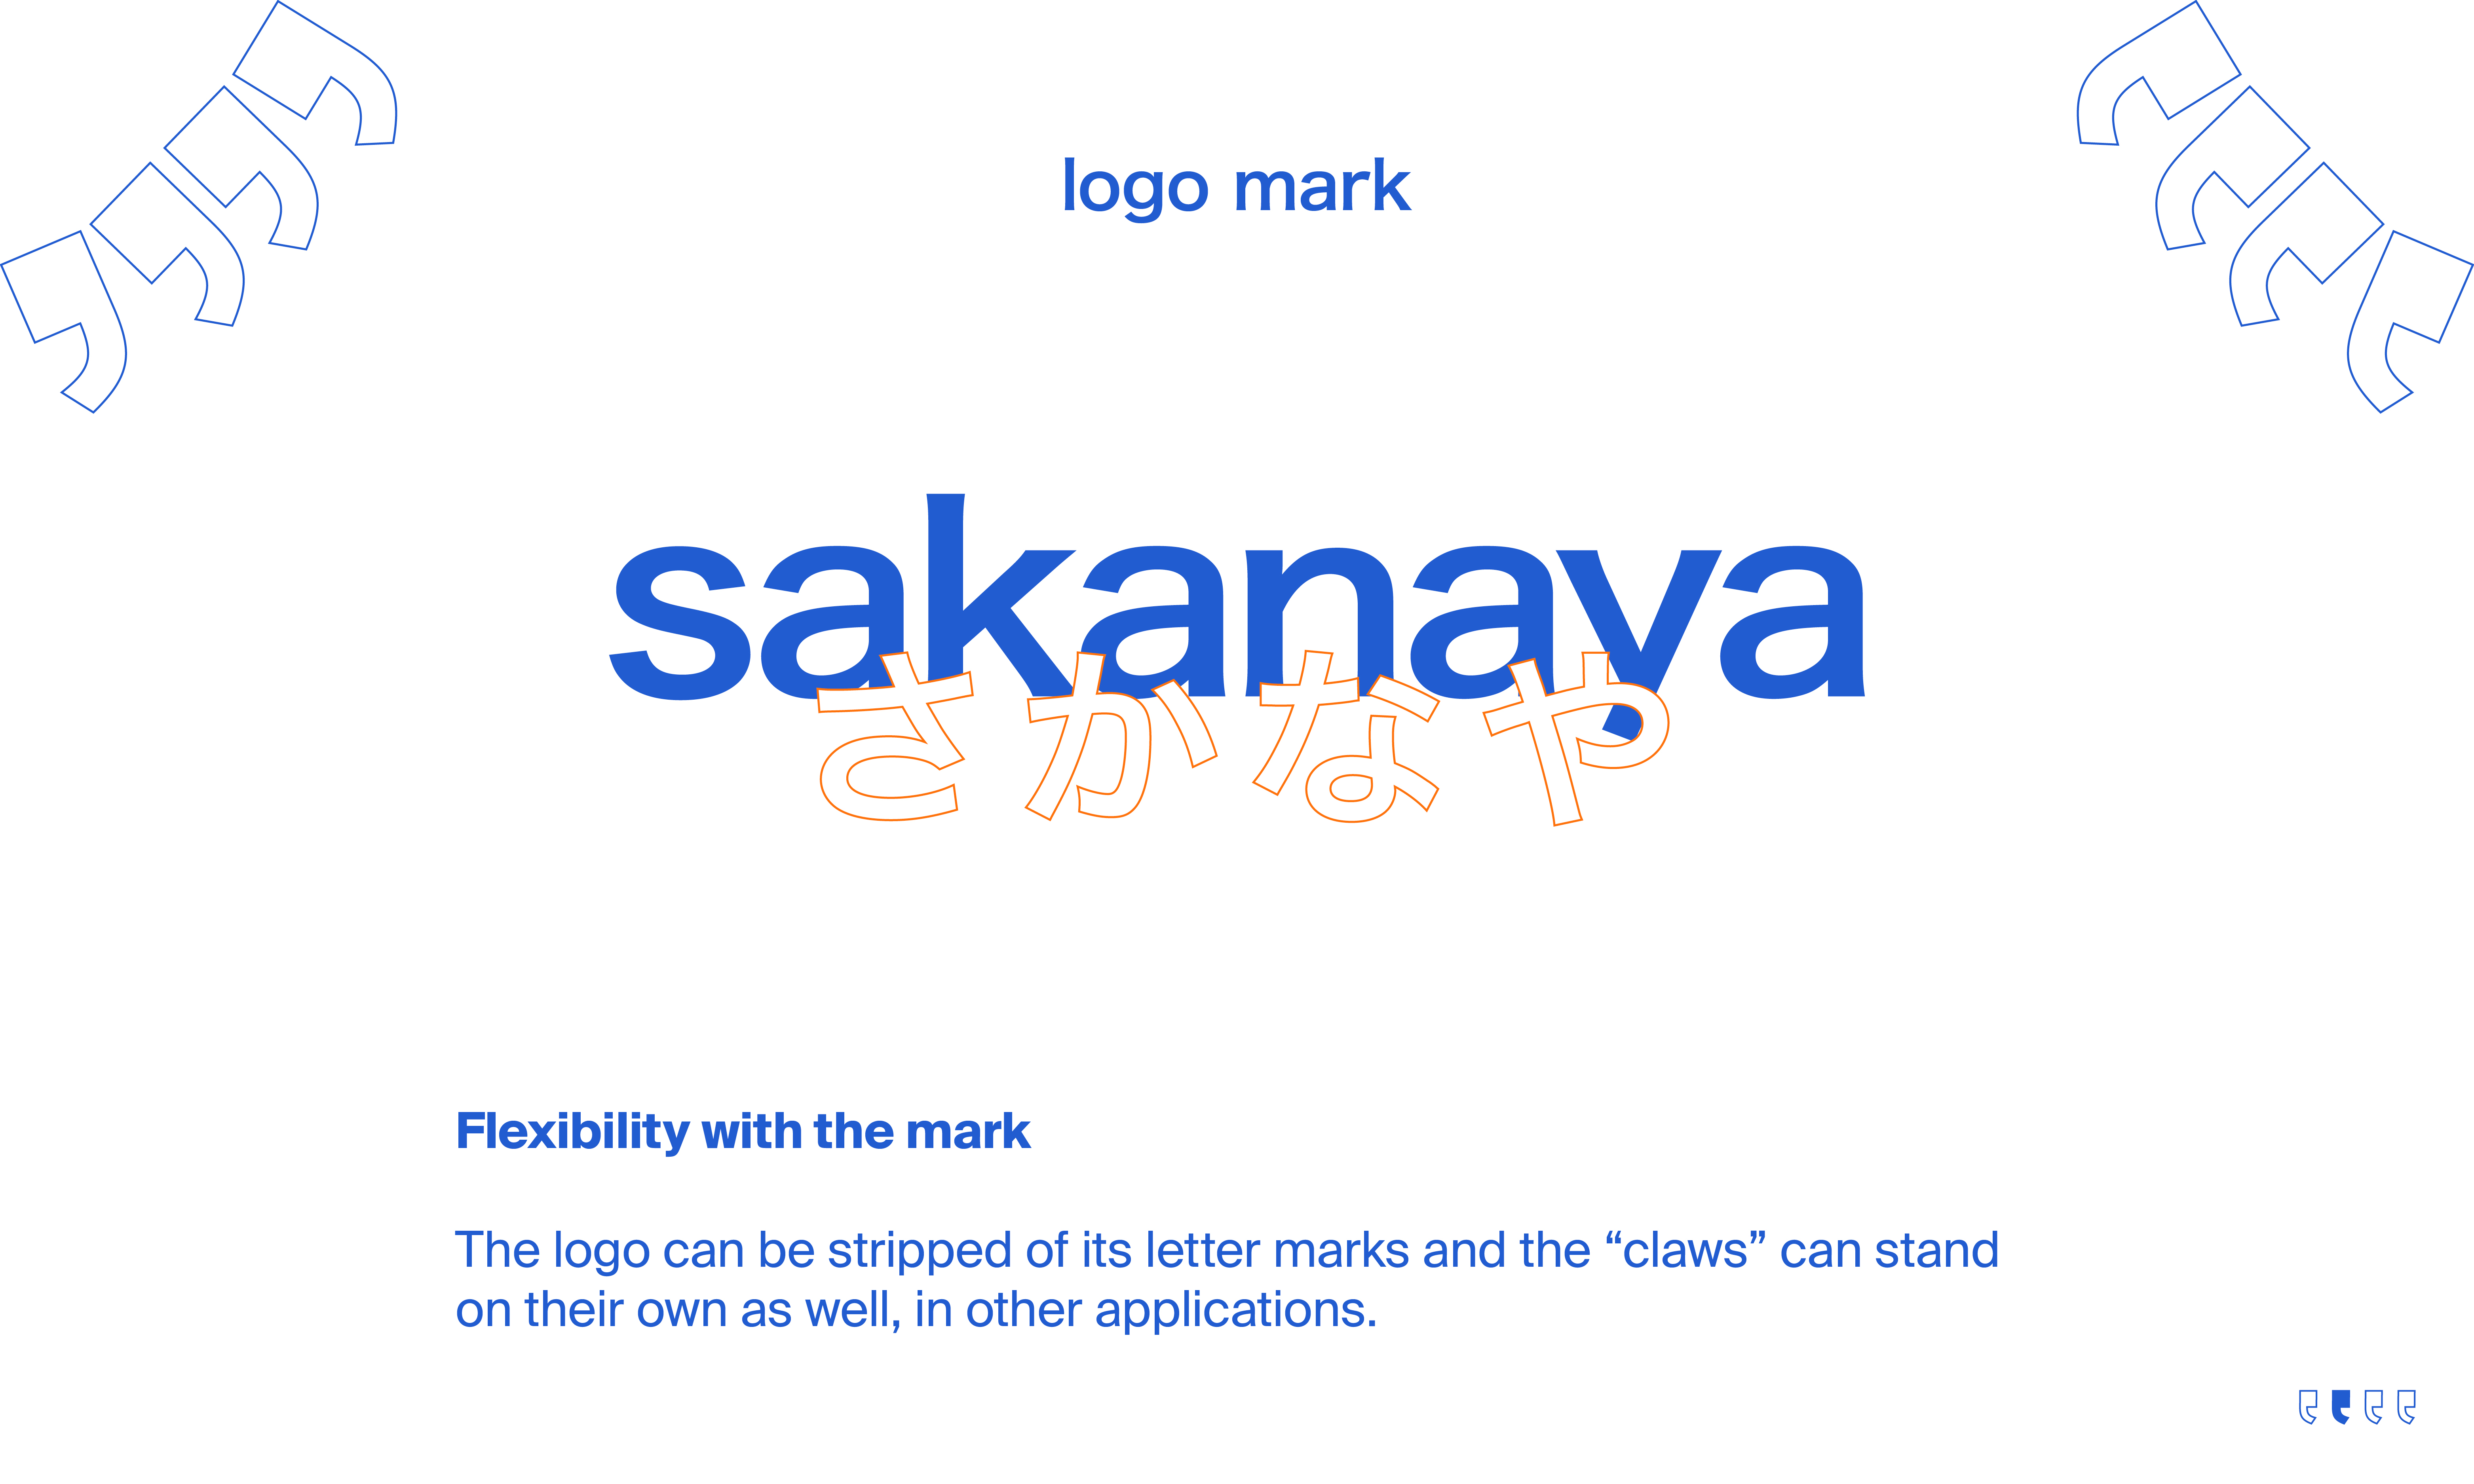 logo mark
sakanaya
さかなや
Flexibility with the mark
The logo can be stripped of its letter marks and the “claws” can stand
on their own as well, in other applications.